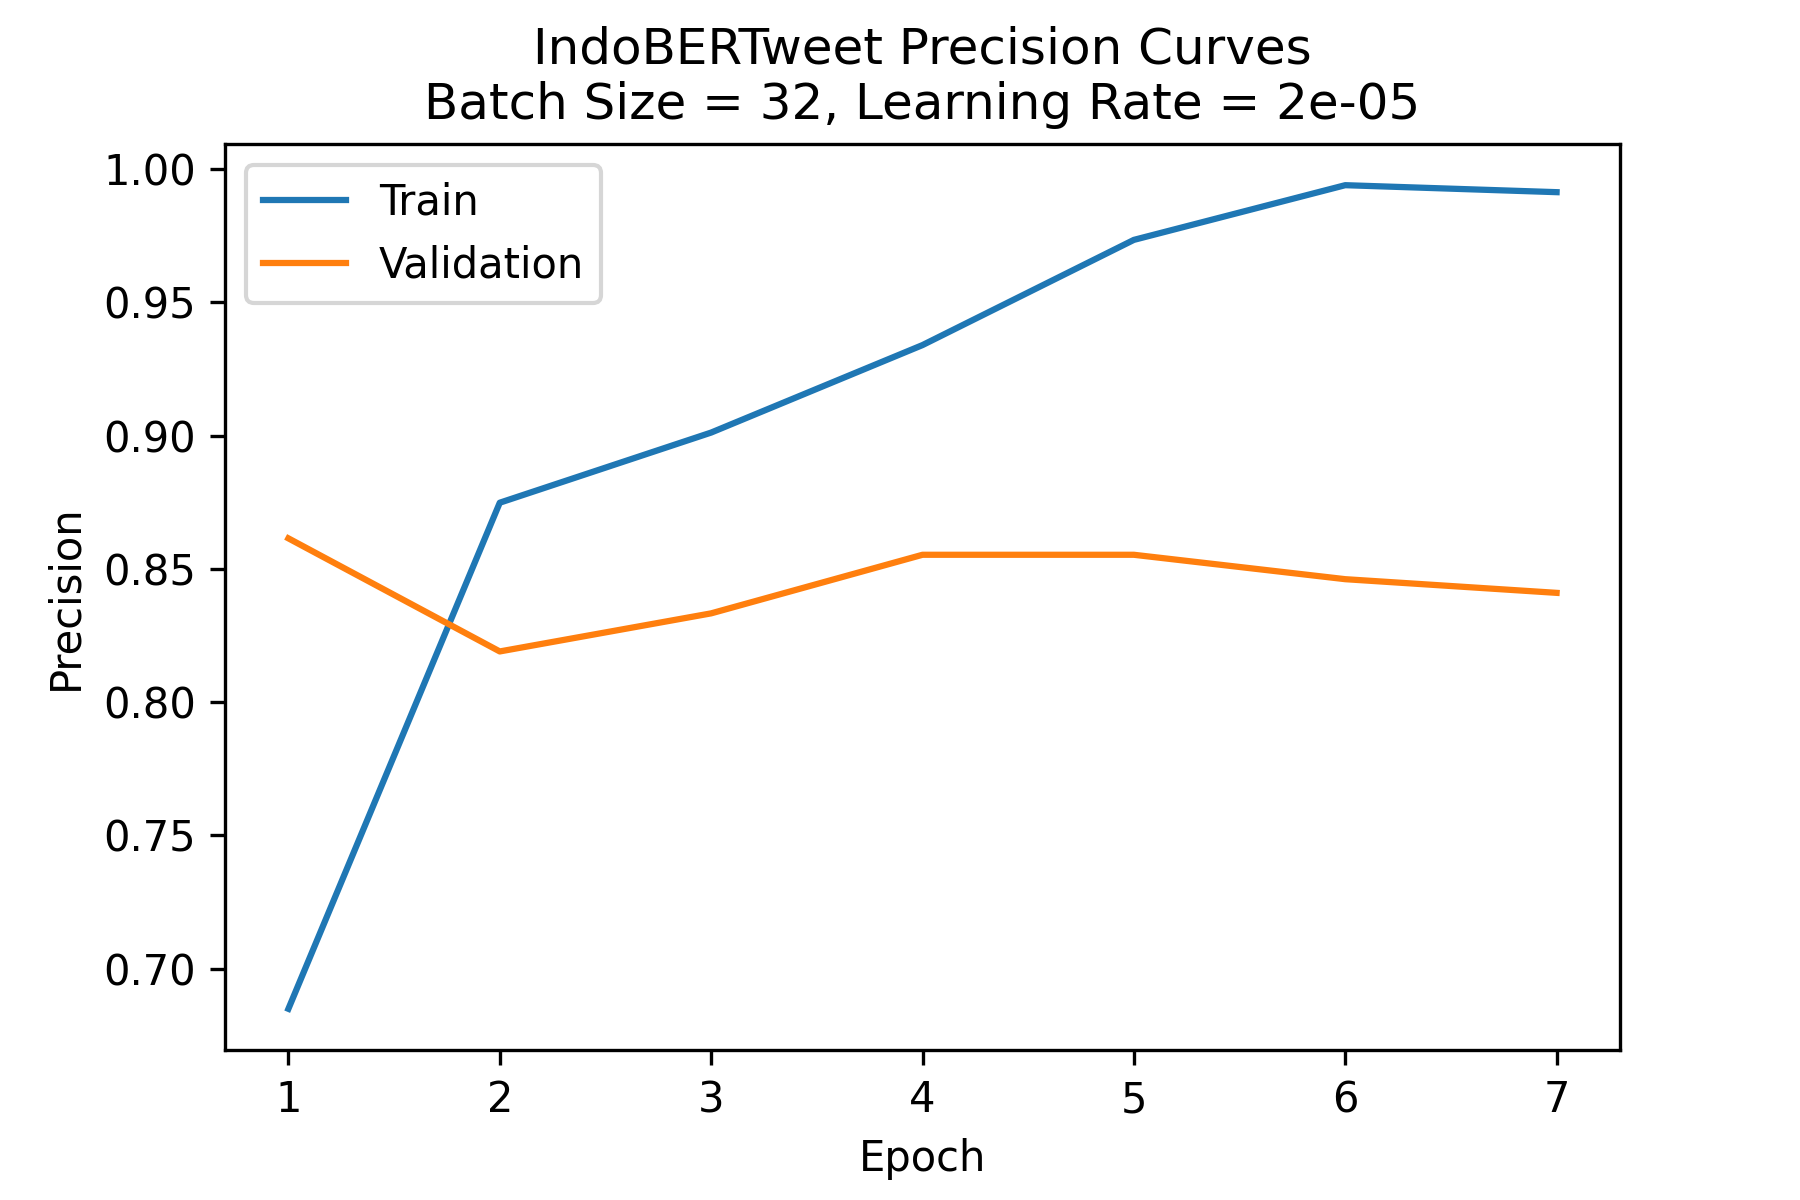 IndoBERTweet Precision Curves
Batch Size = 32, Learning Rate = 2e-05
Train
Validation
1.00
0.95
0.90
0.85
0.80
0.75
0.70
Precision
1 2 3 4 5 6 7
Epoch